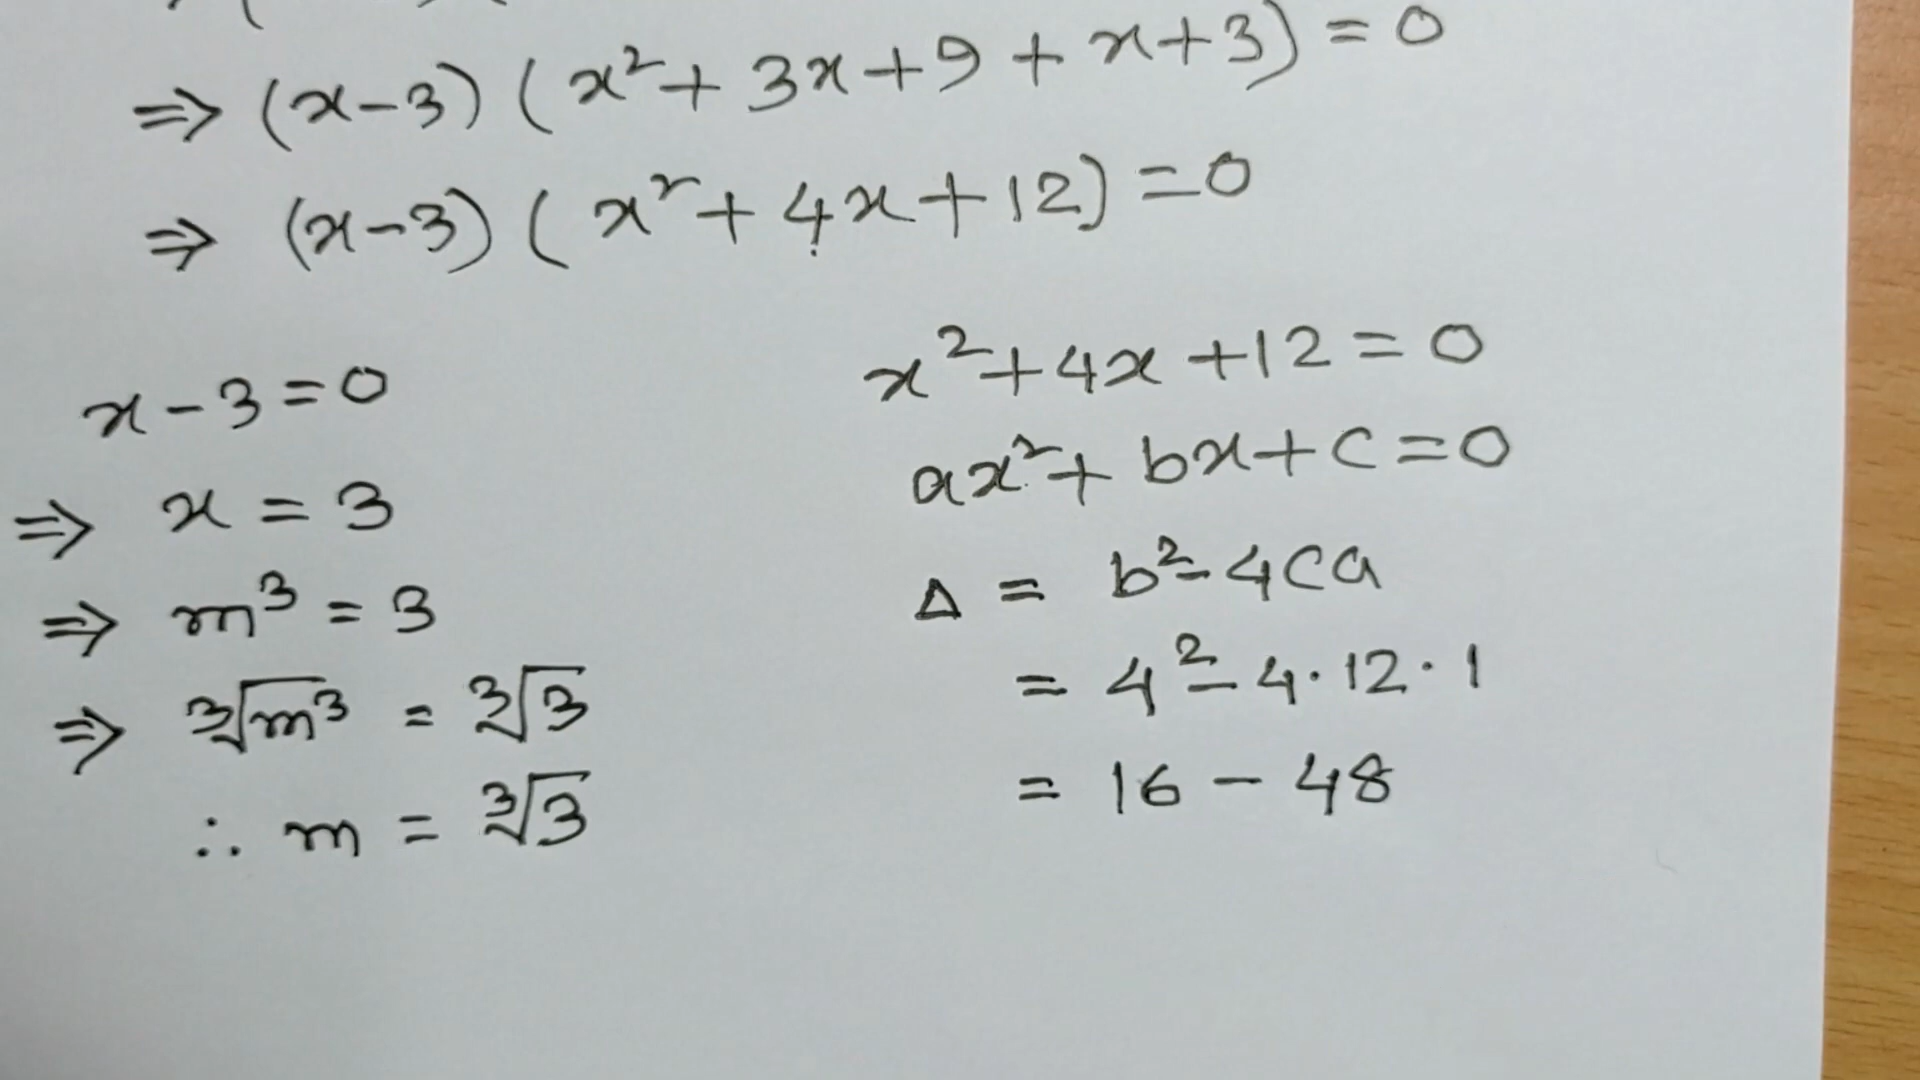 ⇒ (x-3) (x² + 3x + 9 + x + 3) = 0
⇒ (x-3) (x² + 4x + 12) = 0
x - 3 = 0
⇒ x = 3
⇒ m³ = 3
⇒ ∛m³ = ∛3
∴ m = ∛3
x² + 4x + 12 = 0
ax² + bx + c = 0
Δ = b² - 4ca
= 4² - 4·12·1
= 16 - 48